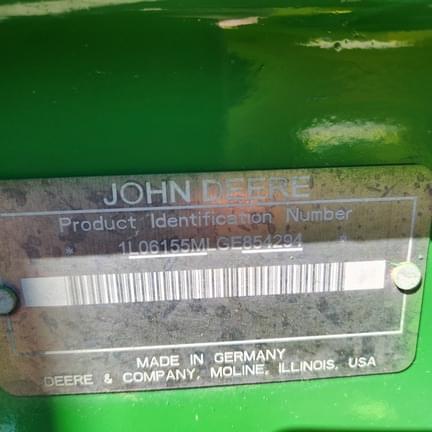 JOHN DEERE
Product Identification Number
* 1L06155MLGE854294 *
MADE IN GERMANY
DEERE & COMPANY, MOLINE, ILLINOIS, USA